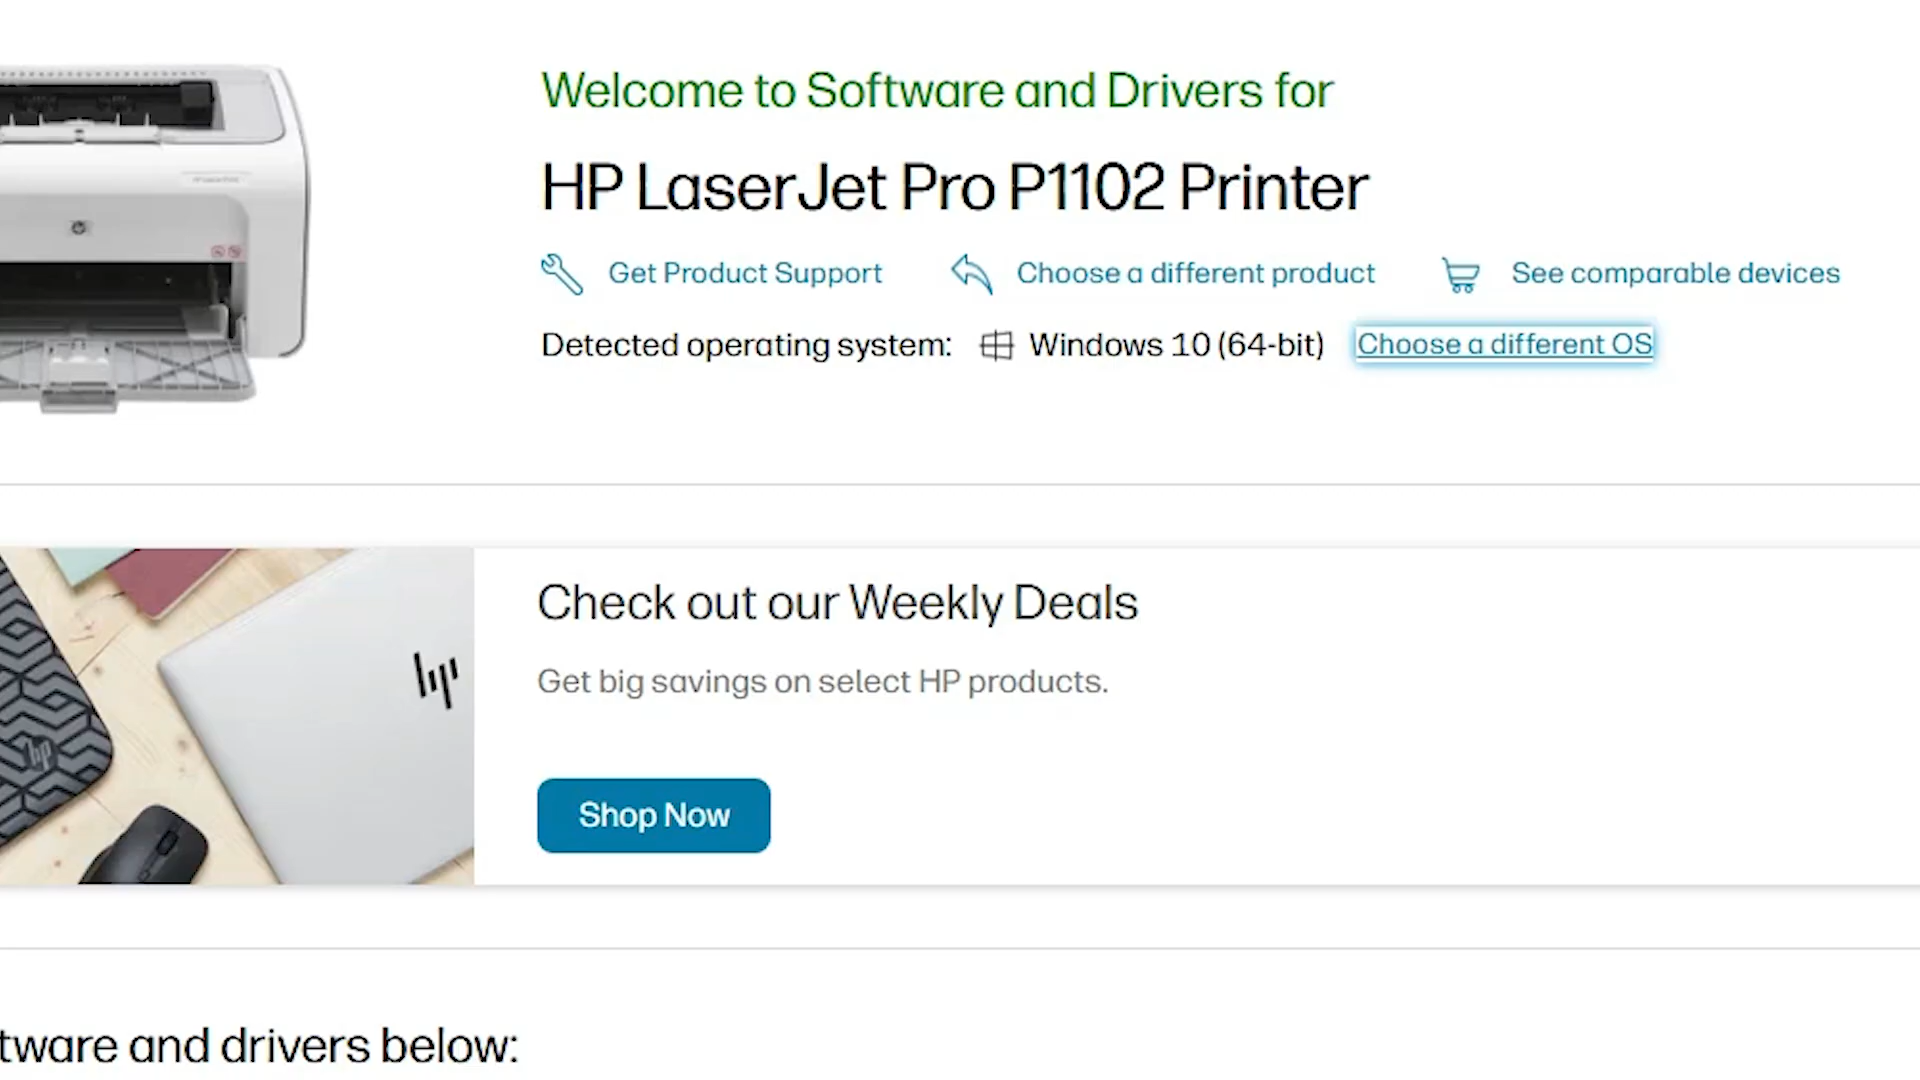 Welcome to Software and Drivers for
HP LaserJet Pro P1102 Printer
Get Product Support
Choose a different product
See comparable devices
Detected operating system: Windows 10 (64-bit) Choose a different OS
hp
hp
Check out our Weekly Deals
Get big savings on select HP products.
Shop Now
tware and drivers below: